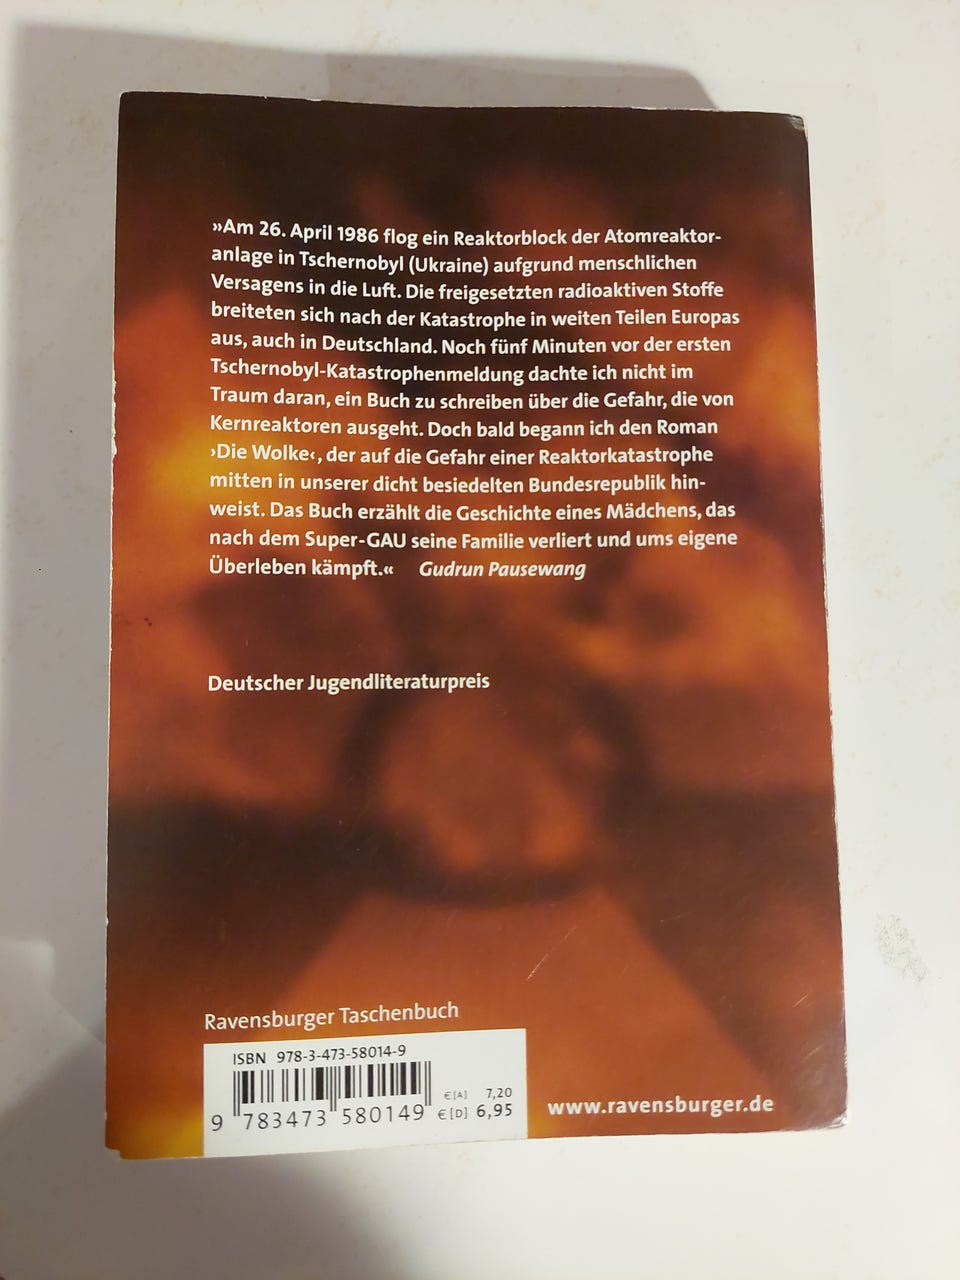 »Am 26. April 1986 flog ein Reaktorblock der Atomreaktor-
anlage in Tschernobyl (Ukraine) aufgrund menschlichen
Versagens in die Luft. Die freigesetzten radioaktiven Stoffe
breiteten sich nach der Katastrophe in weiten Teilen Europas
aus, auch in Deutschland. Noch fünf Minuten vor der ersten
Tschernobyl-Katastrophenmeldung dachte ich nicht im
Traum daran, ein Buch zu schreiben über die Gefahr, die von
Kernreaktoren ausgeht. Doch bald begann ich den Roman
›Die Wolke‹, der auf die Gefahr einer Reaktorkatastrophe
mitten in unserer dicht besiedelten Bundesrepublik hin-
weist. Das Buch erzählt die Geschichte eines Mädchens, das
nach dem Super-GAU seine Familie verliert und ums eigene
Überleben kämpft.« Gudrun Pausewang
Deutscher Jugendliteraturpreis
Ravensburger Taschenbuch
ISBN 978-3-473-58014-9
€ [A] 7,20
9 783473 580149 € [D] 6,95
www.ravensburger.de